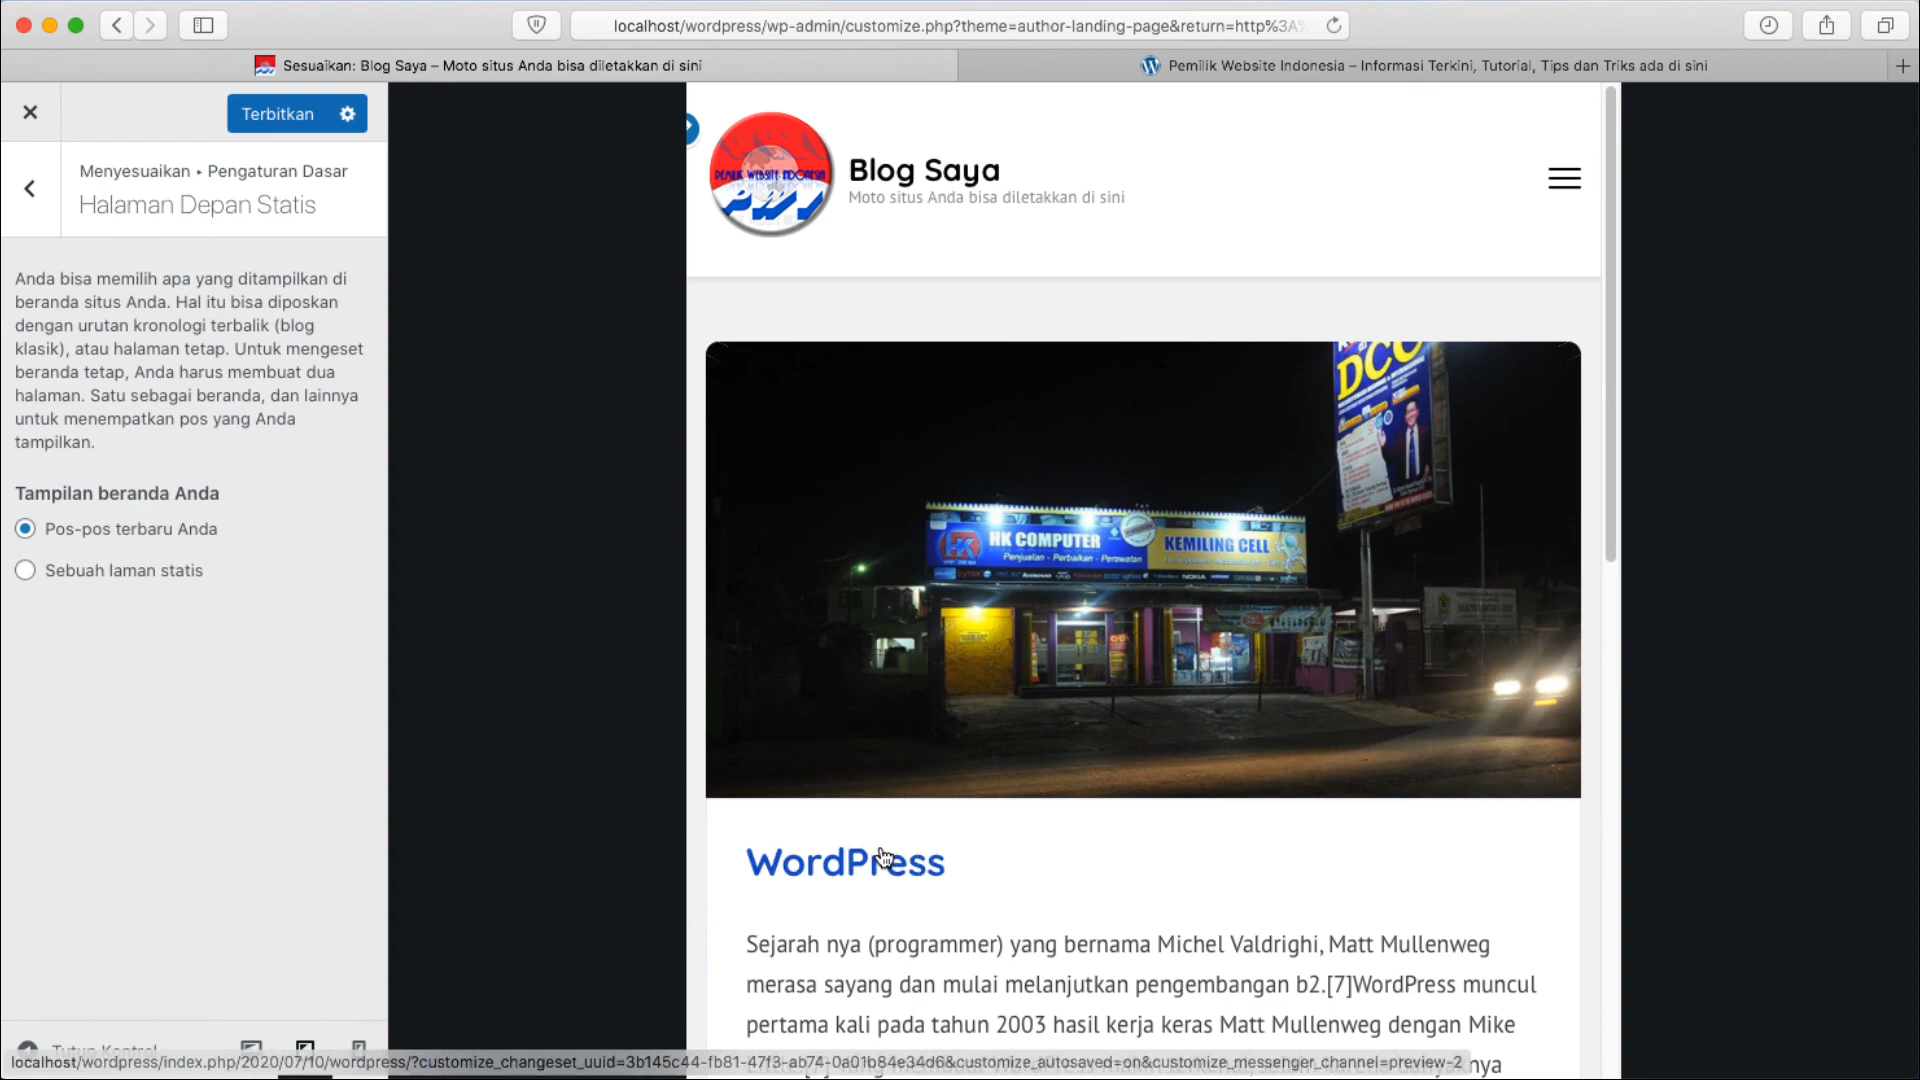 localhost/wordpress/wp-admin/customize.php?theme=author-landing-page&return=http%3A%
Sesuaikan: Blog Saya – Moto situs Anda bisa diletakkan di sini
Pemilik Website Indonesia – Informasi Terkini, Tutorial, Tips dan Triks ada di sini
Terbitkan
Menyesuaikan ▸ Pengaturan Dasar
Halaman Depan Statis
Anda bisa memilih apa yang ditampilkan di
beranda situs Anda. Hal itu bisa diposkan
dengan urutan kronologi terbalik (blog
klasik), atau halaman tetap. Untuk mengeset
beranda tetap, Anda harus membuat dua
halaman. Satu sebagai beranda, dan lainnya
untuk menempatkan pos yang Anda
tampilkan.
Tampilan beranda Anda
Pos-pos terbaru Anda
Sebuah laman statis
Tutup Kontrol
PEMILIK WEBSITE INDONESIA
PWI
Blog Saya
Moto situs Anda bisa diletakkan di sini
DCC
HK COMPUTER
Penjualan - Perbaikan - Perawatan
KEMILING CELL
NOKIA
WordPress
Sejarah nya (programmer) yang bernama Michel Valdrighi, Matt Mullenweg
merasa sayang dan mulai melanjutkan pengembangan b2.[7]WordPress muncul
pertama kali pada tahun 2003 hasil kerja keras Matt Mullenweg dengan Mike
localhost/wordpress/index.php/2020/07/10/wordpress/?customize_changeset_uuid=3b145c44-fb81-47f3-ab74-0a01b84e34d6&customize_autosaved=on&customize_messenger_channel=preview-2